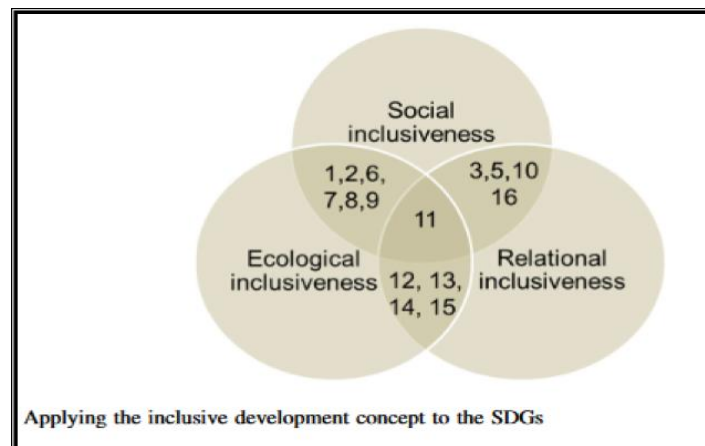 Social
inclusiveness
1,2,6,
7,8,9
3,5,10
16
11
Ecological
inclusiveness
12, 13,
14, 15
Relational
inclusiveness
Applying the inclusive development concept to the SDGs